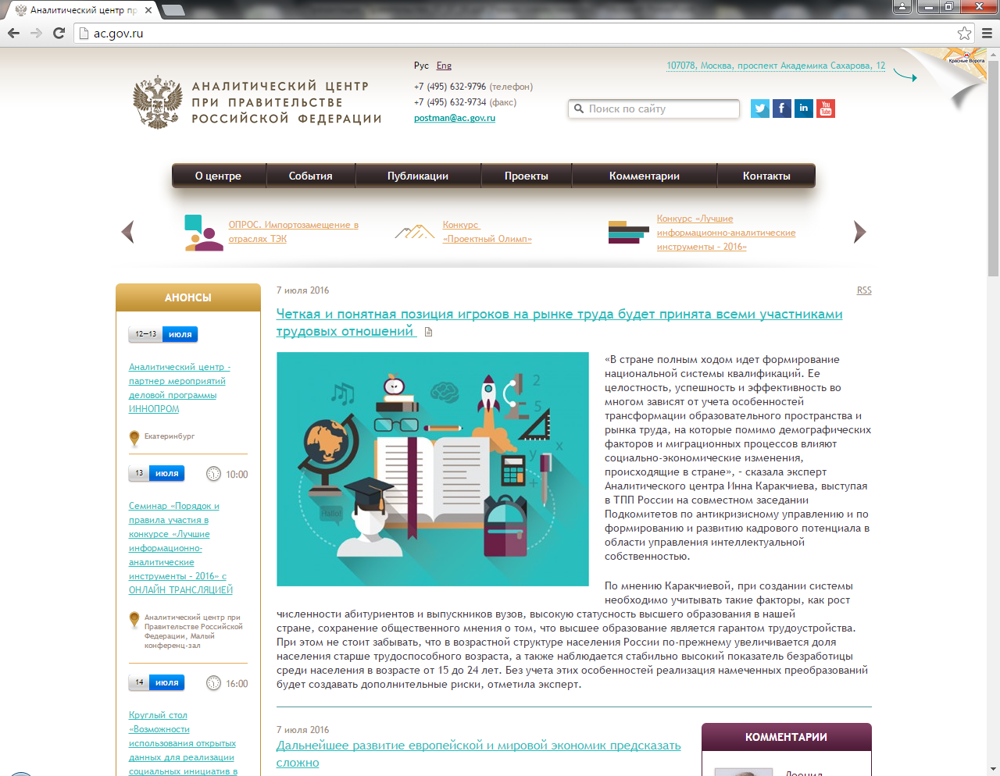 Аналитический центр пр
ac.gov.ru
Рус Eng
107078, Москва, проспект Академика Сахарова, 12
Красные Ворота
АНАЛИТИЧЕСКИЙ ЦЕНТР
ПРИ ПРАВИТЕЛЬСТВЕ
РОССИЙСКОЙ ФЕДЕРАЦИИ
+7 (495) 632-9796 (телефон)
+7 (495) 632-9734 (факс)
postman@ac.gov.ru
Поиск по сайту
You
Tube
О центре
События
Публикации
Проекты
Комментарии
Контакты
ОПРОС. Импортозамещение в
отраслях ТЭК
Конкурс
«Проектный Олимп»
Конкурс «Лучшие
информационно-аналитические
инструменты – 2016»
АНОНСЫ
12—13 июля
Аналитический центр –
партнер мероприятий
деловой программы
ИННОПРОМ
Екатеринбург
13 июля 10:00
Семинар «Порядок и
правила участия в
конкурсе «Лучшие
информационно-
аналитические
инструменты – 2016» с
ОНЛАЙН ТРАНСЛЯЦИЕЙ
Аналитический центр при
Правительстве Российской
Федерации, Малый
конференц-зал
14 июля 16:00
Круглый стол
«Возможности
использования открытых
данных для реализации
социальных инициатив в
7 июля 2016
RSS
Четкая и понятная позиция игроков на рынке труда будет принята всеми участниками
трудовых отношений
2
5
y
x
+
Hallo!
«В стране полным ходом идет формирование
национальной системы квалификаций. Ее
целостность, успешность и эффективность во
многом зависят от учета особенностей
трансформации образовательного пространства и
рынка труда, на которые помимо демографических
факторов и миграционных процессов влияют
социально-экономические изменения,
происходящие в стране», – сказала эксперт
Аналитического центра Инна Каракчиева, выступая
в ТПП России на совместном заседании
Подкомитетов по антикризисному управлению и по
формированию и развитию кадрового потенциала в
области управления интеллектуальной
собственностью.
По мнению Каракчиевой, при создании системы
необходимо учитывать такие факторы, как рост
численности абитуриентов и выпускников вузов, высокую статусность высшего образования в нашей
стране, сохранение общественного мнения о том, что высшее образование является гарантом трудоустройства.
При этом не стоит забывать, что в возрастной структуре населения России по-прежнему увеличивается доля
населения старше трудоспособного возраста, а также наблюдается стабильно высокий показатель безработицы
среди населения в возрасте от 15 до 24 лет. Без учета этих особенностей реализация намеченных преобразований
будет создавать дополнительные риски, отметила эксперт.
7 июля 2016
Дальнейшее развитие европейской и мировой экономик предсказать
сложно
КОММЕНТАРИИ
Леонид